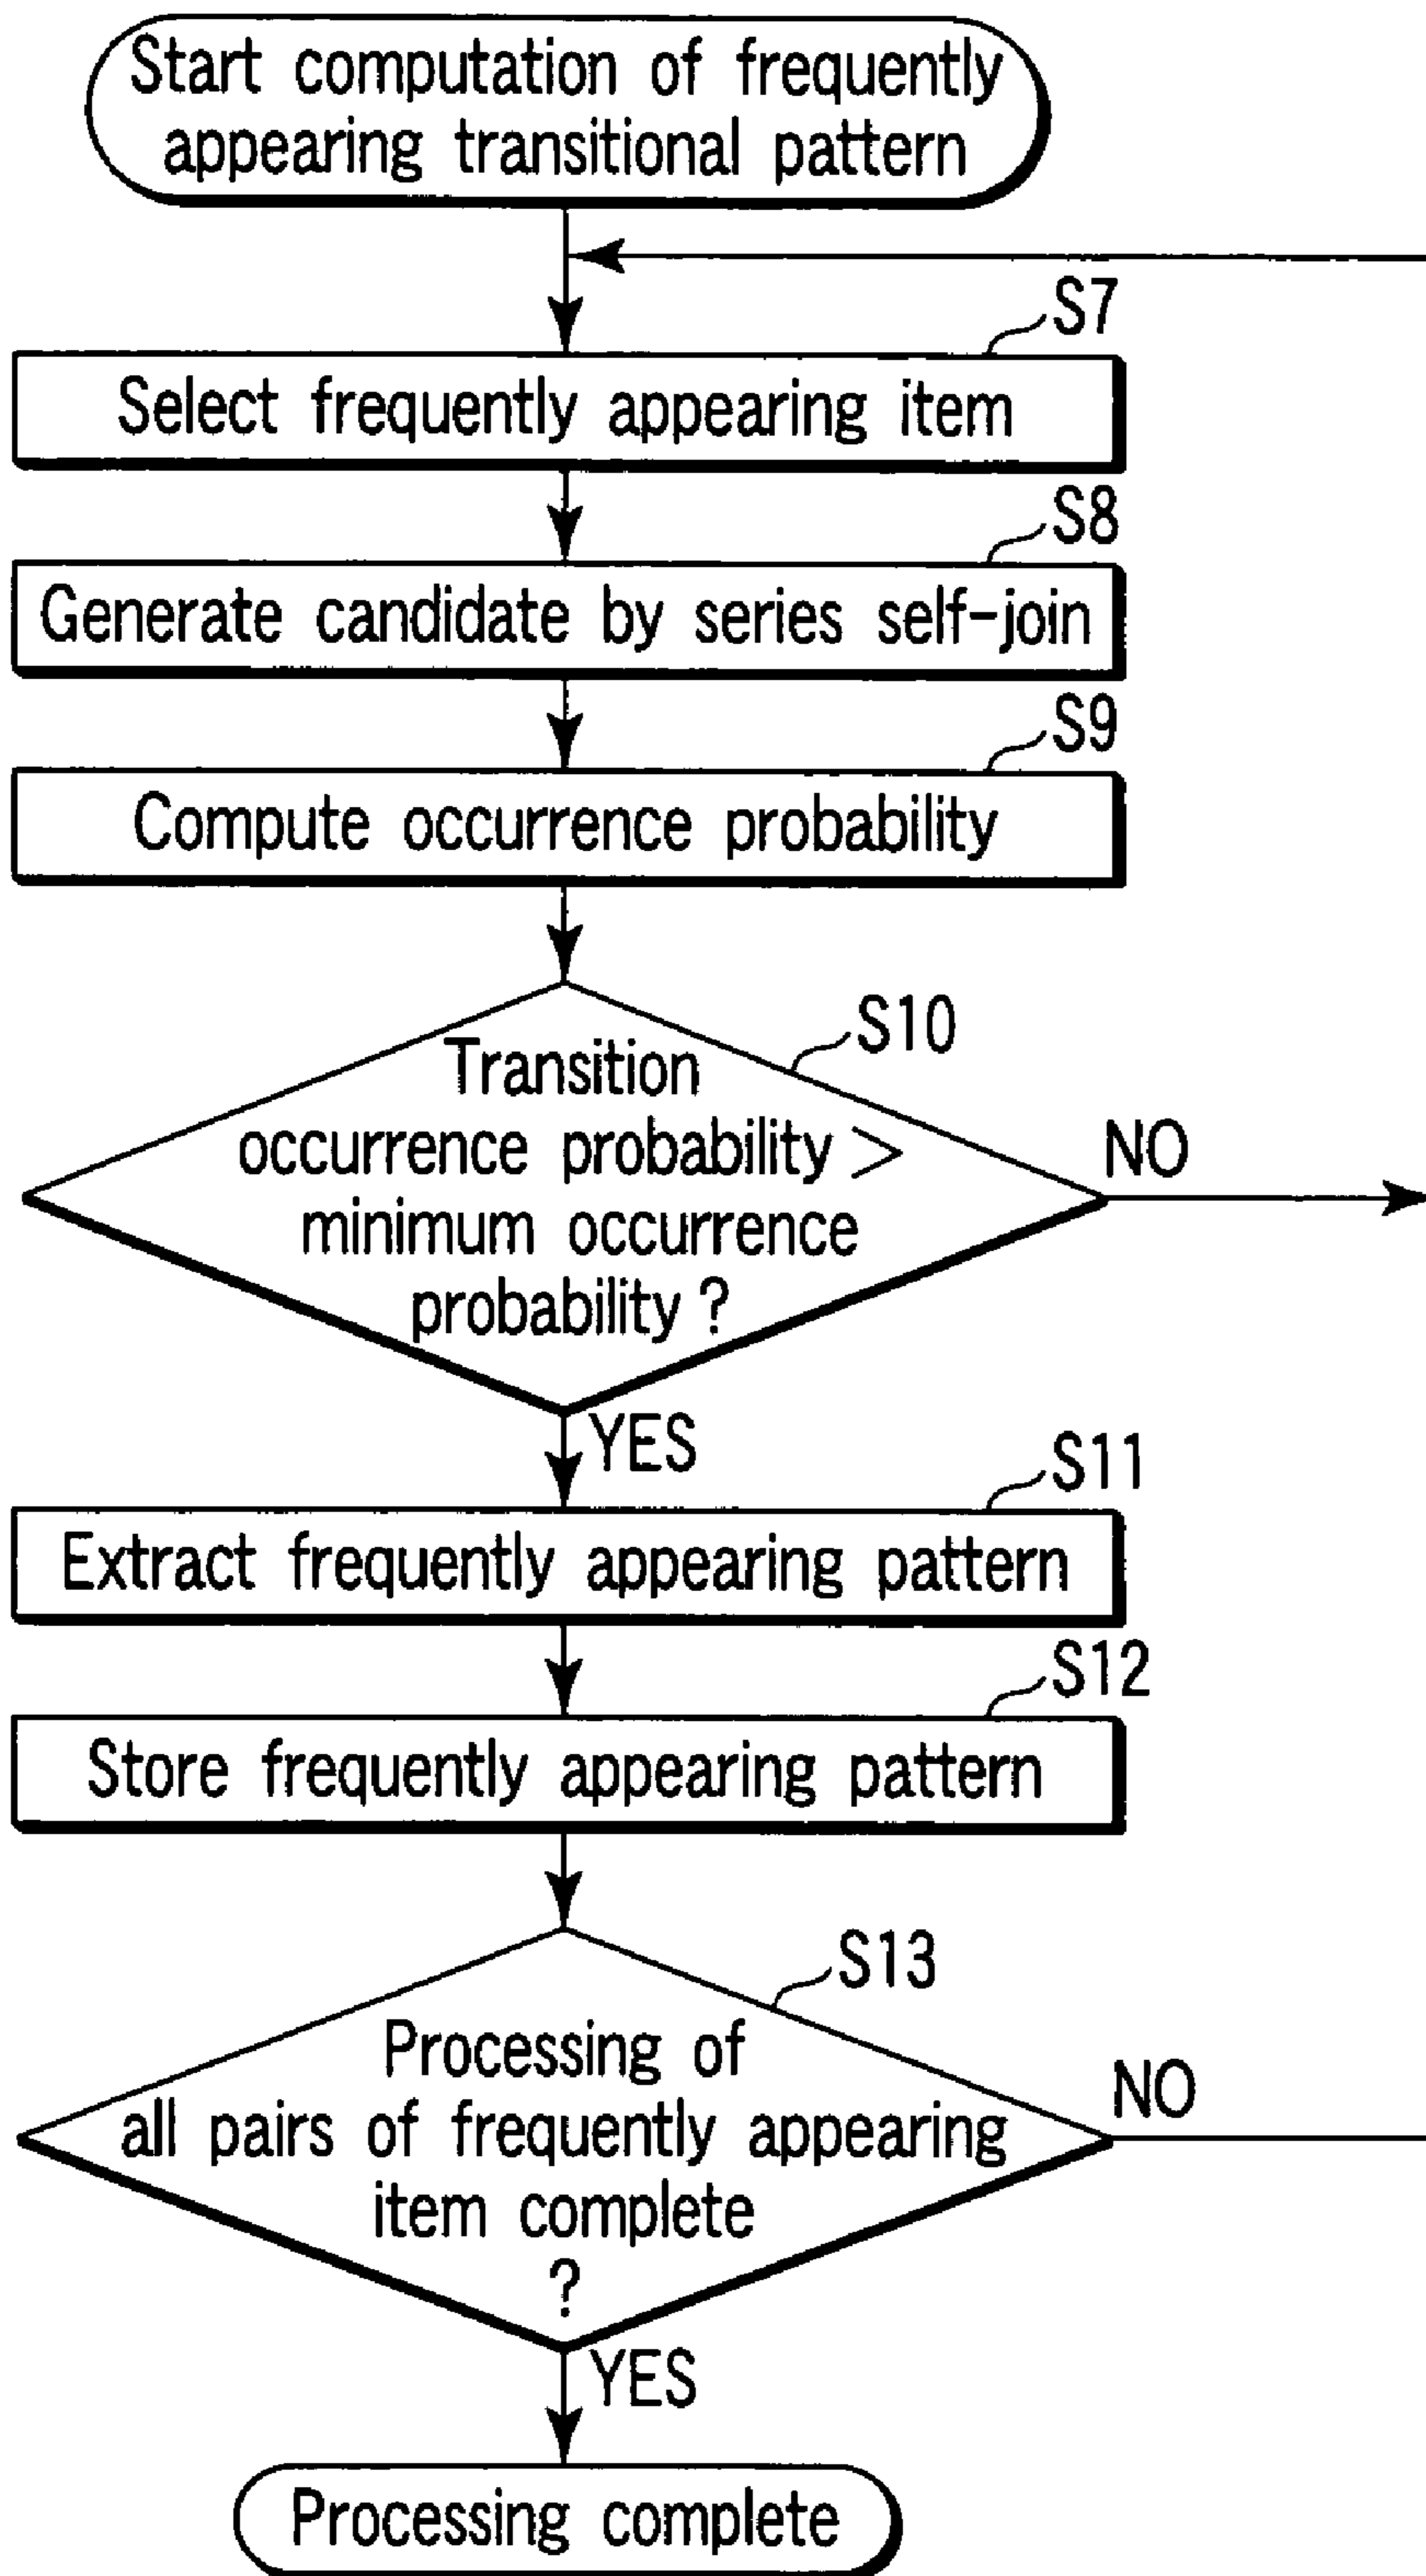 Start computation of frequently
appearing transitional pattern
S7
Select frequently appearing item
S8
Generate candidate by series self-join
S9
Compute occurrence probability
S10
Transition
occurrence probability >
minimum occurrence
probability ?
NO
YES
S11
Extract frequently appearing pattern
S12
Store frequently appearing pattern
S13
Processing of
all pairs of frequently appearing
item complete
?
NO
YES
Processing complete